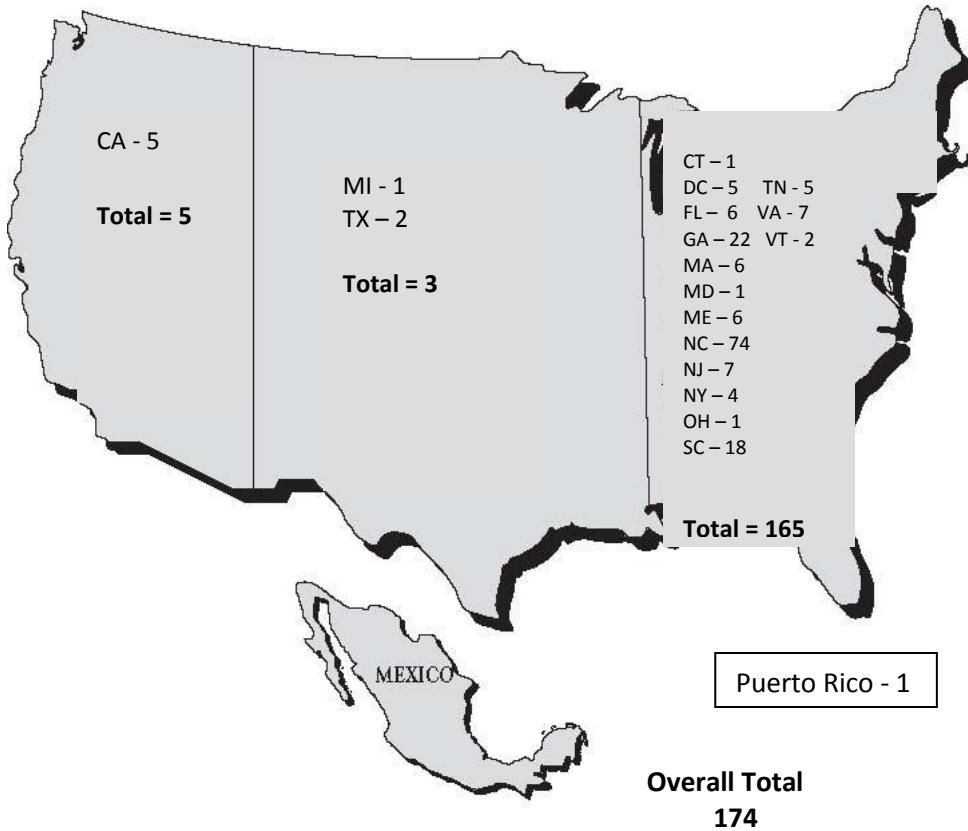 CA - 5
Total = 5
MI - 1
TX – 2
Total = 3
CT – 1
DC – 5 TN - 5
FL – 6 VA - 7
GA – 22 VT - 2
MA – 6
MD – 1
ME – 6
NC – 74
NJ – 7
NY – 4
OH – 1
SC – 18
Total = 165
MEXICO
Puerto Rico - 1
Overall Total
174